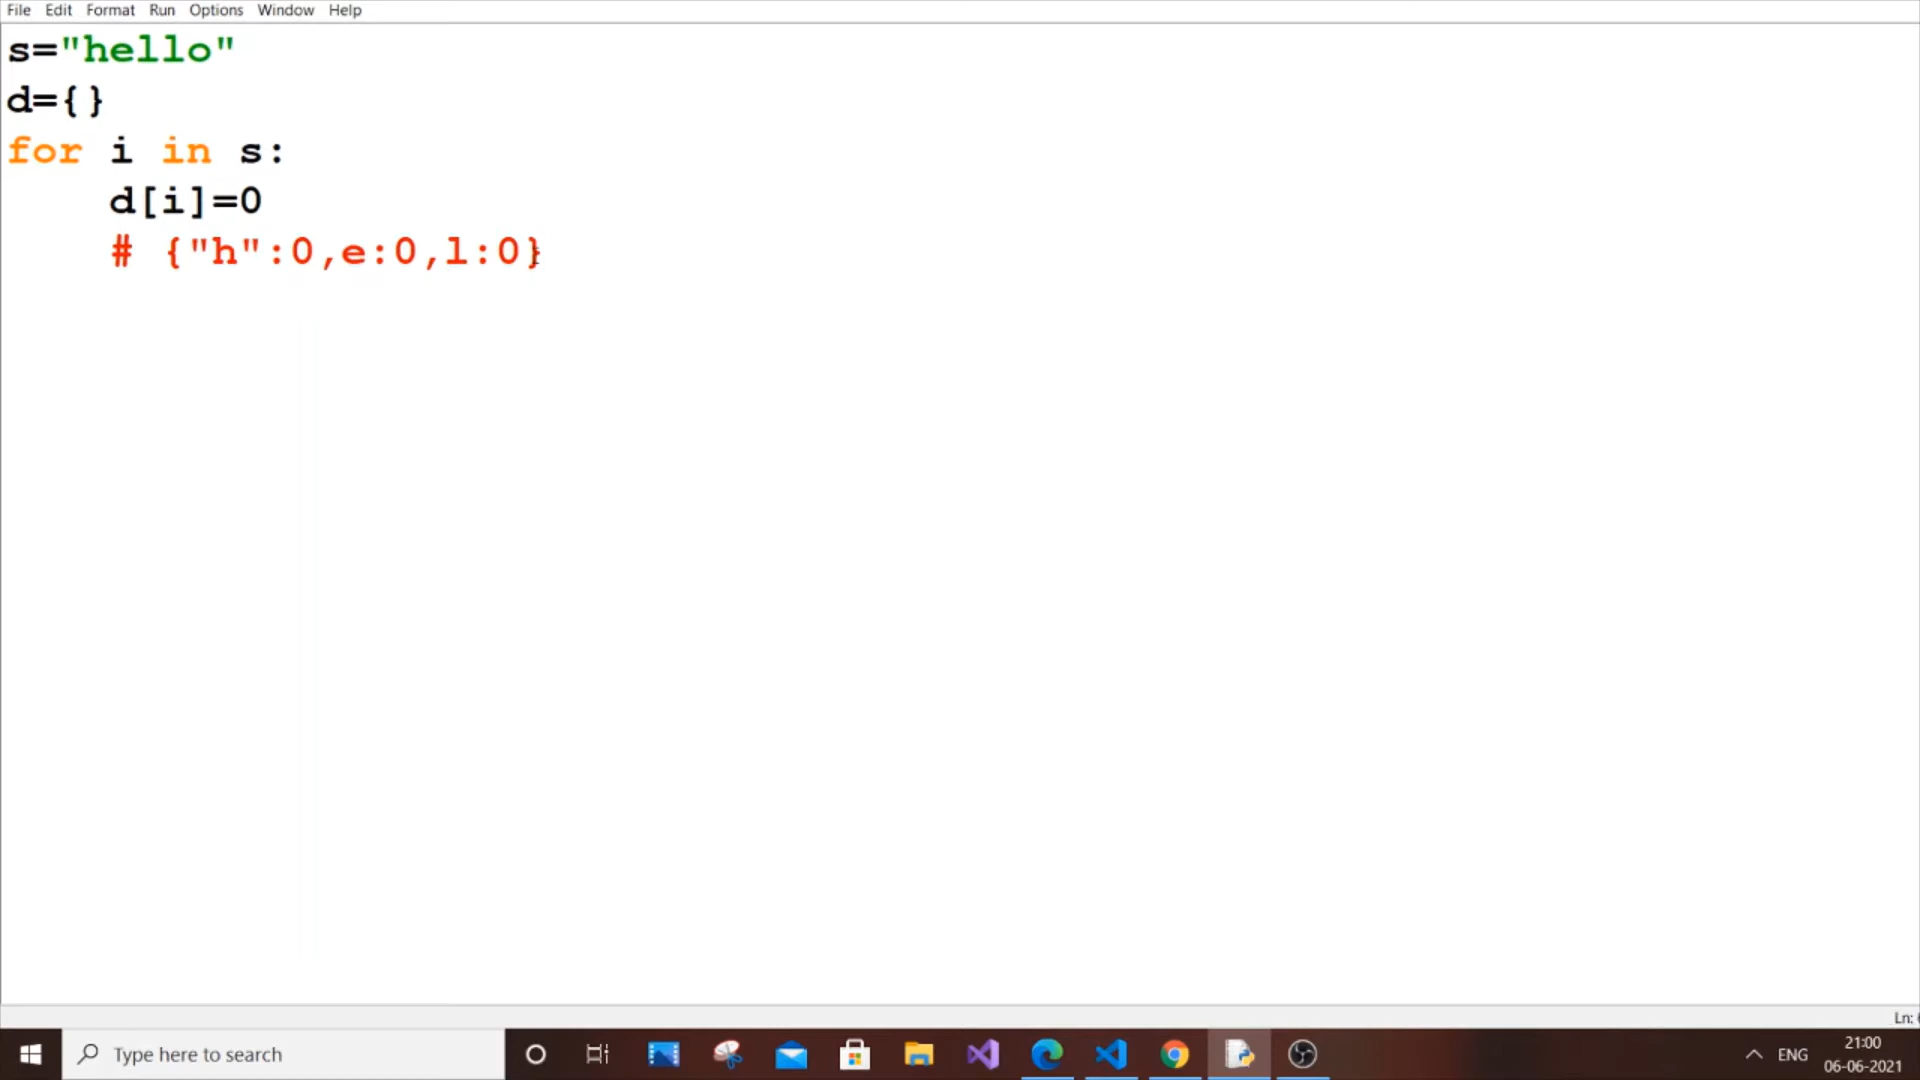 File Edit Format Run Options Window Help
s="hello"
d={}
for i in s:
    d[i]=0
    # {"h":0,e:0,l:0}
Ln:
Type here to search
ENG
21:00
06-06-2021